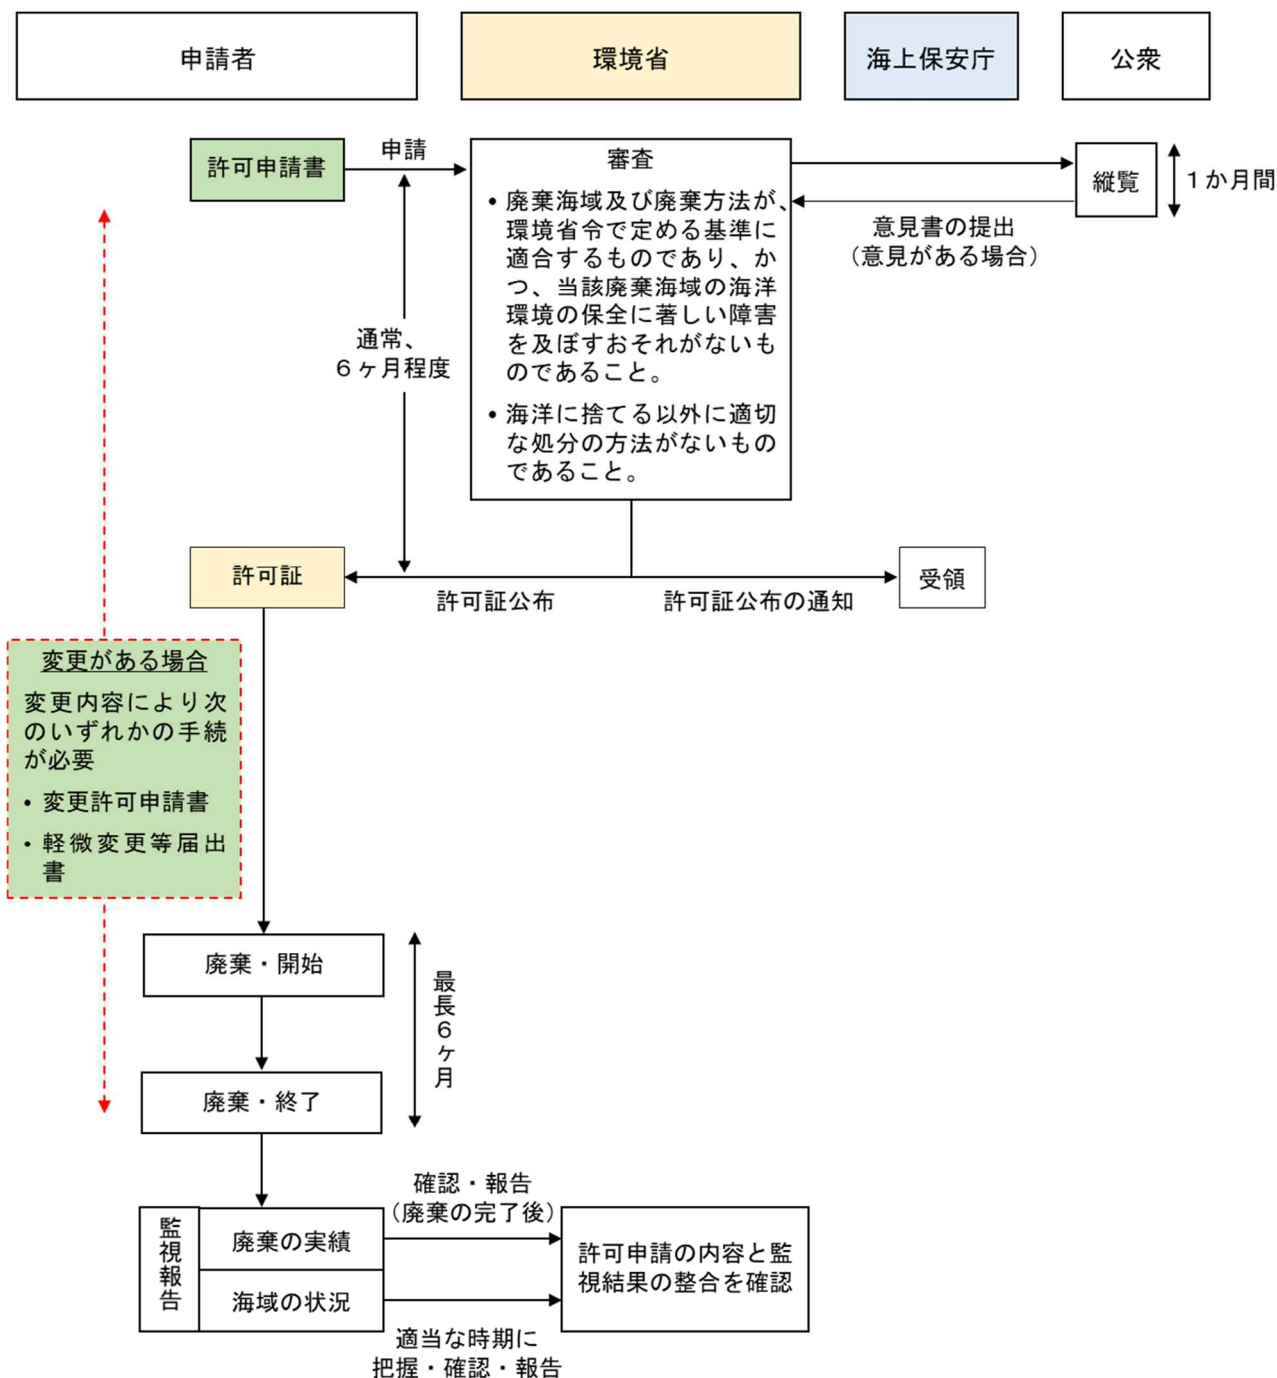 申請者
環境省
海上保安庁
公衆
許可申請書
申請
審査
• 廃棄海域及び廃棄方法が、
環境省令で定める基準に
適合するものであり、か
つ、当該廃棄海域の海洋
環境の保全に著しい障害
を及ぼすおそれがないも
のであること。
• 海洋に捨てる以外に適切
な処分の方法がないもの
であること。
縦覧
１か月間
意見書の提出
（意見がある場合）
通常、
６ヶ月程度
許可証
許可証公布
許可証公布の通知
受領
変更がある場合
変更内容により次
のいずれかの手続
が必要
• 変更許可申請書
• 軽微変更等届出
書
廃棄・開始
最長６ヶ月
廃棄・終了
監視報告
廃棄の実績
海域の状況
確認・報告
（廃棄の完了後）
適当な時期に
把握・確認・報告
許可申請の内容と監
視結果の整合を確認